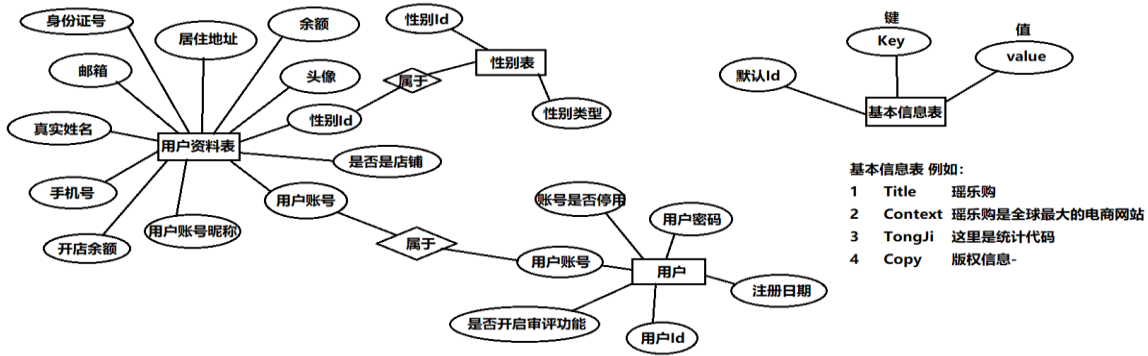 身份证号
居住地址
余额
邮箱
头像
真实姓名
性别Id
用户资料表
手机号
是否是店铺
开店余额
用户账号昵称
用户账号
属于
性别Id
性别表
性别类型
属于
账号是否停用
用户密码
用户账号
用户
注册日期
是否开启审评功能
用户Id
键
Key
值
value
默认Id
基本信息表
基本信息表 例如：
1 Title 瑶乐购
2 Context 瑶乐购是全球最大的电商网站
3 TongJi 这里是统计代码
4 Copy 版权信息-